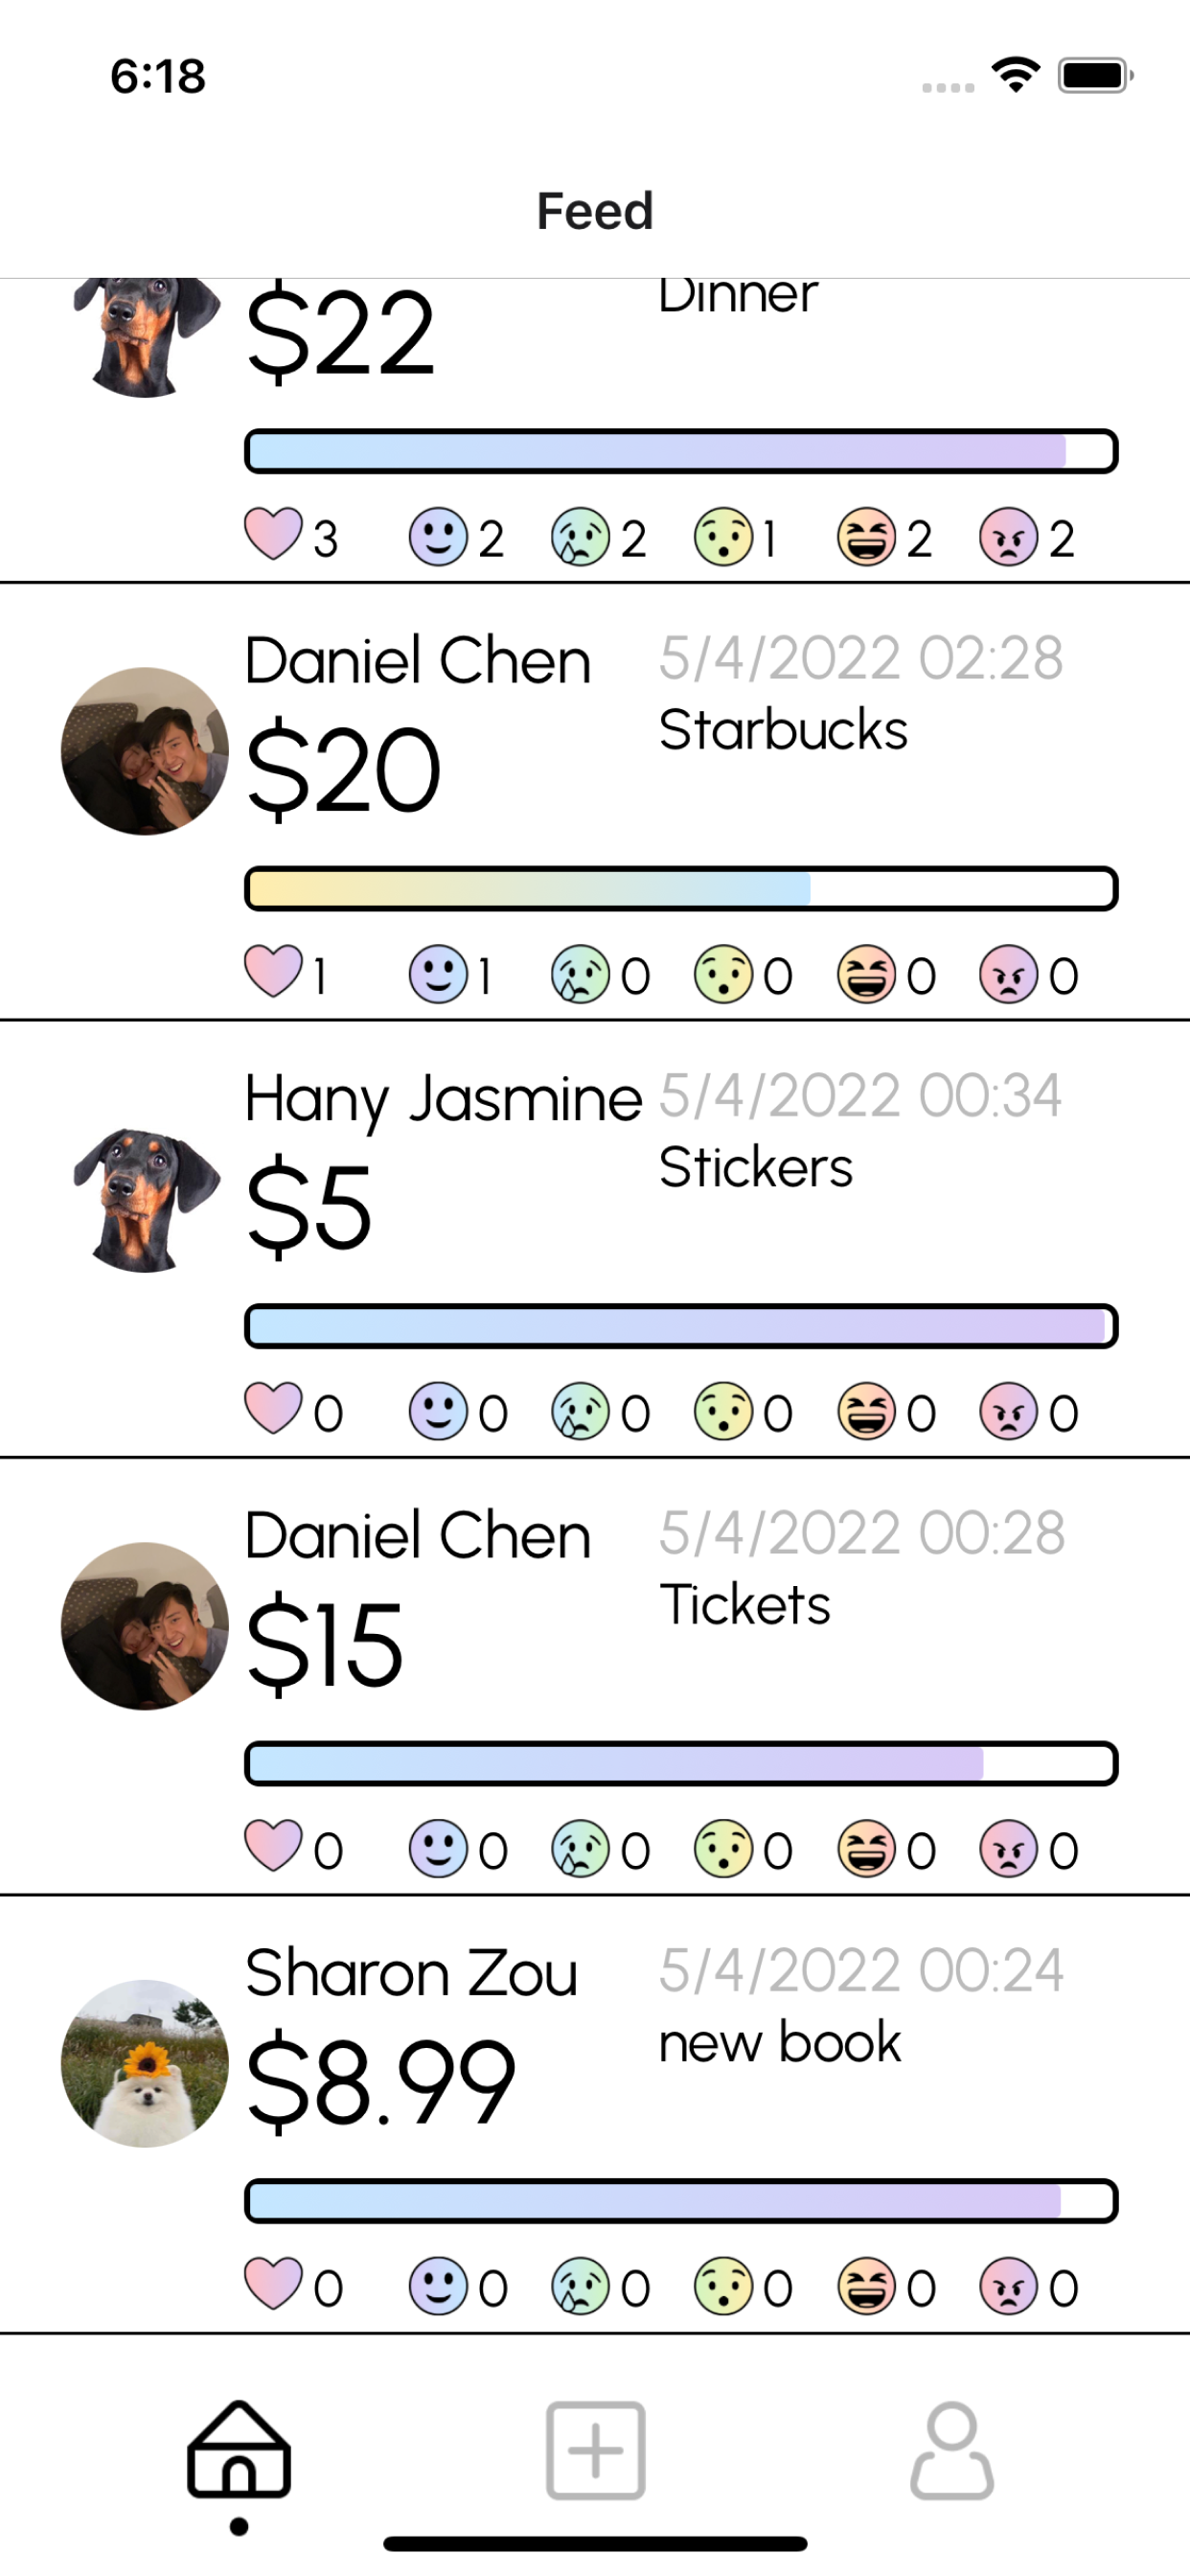 6:18
Feed
$22
Dinner
3 2 2 1 2 2
Daniel Chen 5/4/2022 02:28
$20
Starbucks
1 1 0 0 0 0
Hany Jasmine 5/4/2022 00:34
$5
Stickers
0 0 0 0 0 0
Daniel Chen 5/4/2022 00:28
$15
Tickets
0 0 0 0 0 0
Sharon Zou 5/4/2022 00:24
$8.99
new book
0 0 0 0 0 0